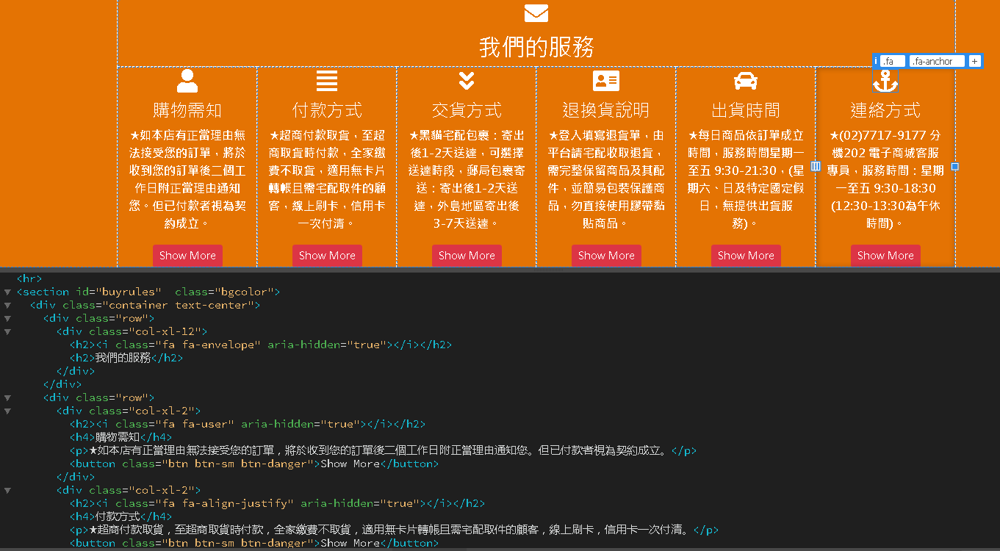 我們的服務
i .fa .fa-anchor +
購物需知
★如本店有正當理由無
法接受您的訂單，將於
收到您的訂單後二個工
作日附正當理由通知
您。但已付款者視為契
約成立。
Show More
付款方式
★超商付款取貨，至超
商取貨時付款，全家繳
費不取貨，適用無卡片
轉帳且需宅配取件的顧
客，線上刷卡，信用卡
一次付清。
Show More
交貨方式
★黑貓宅配包裹：寄出
後1-2天送達，可選擇
送達時段，郵局包裹寄
送：寄出後1-2天送
達，外島地區寄出後
3-7天送達。
Show More
退換貨說明
★登入填寫退貨單，由
平台請宅配收取退貨，
需完整保留商品及其配
件，並簡易包裝保護商
品，勿直接使用膠帶黏
貼商品。
Show More
出貨時間
★每日商品依訂單成立
時間，服務時間星期一
至五 9:30-21:30，(星
期六、日及特定國定假
日，無提供出貨服
務)。
Show More
連絡方式
★(02)7717-9177 分
機202 電子商城客服
專員，服務時間：星期
一至五 9:30-18:30
(12:30-13:30為午休
時間)。
Show More
<hr>
<section id="buyrules"  class="bgcolor">
<div class="container text-center">
<div class="row">
<div class="col-xl-12">
<h2><i class="fa fa-envelope" aria-hidden="true"></i></h2>
<h2>我們的服務</h2>
</div>
</div>
<div class="row">
<div class="col-xl-2">
<h2><i class="fa fa-user" aria-hidden="true"></i></h2>
<h4>購物需知</h4>
<p>★如本店有正當理由無法接受您的訂單，將於收到您的訂單後二個工作日附正當理由通知您。但已付款者視為契約成立。</p>
<button class="btn btn-sm btn-danger">Show More</button>
</div>
<div class="col-xl-2">
<h2><i class="fa fa-align-justify" aria-hidden="true"></i></h2>
<h4>付款方式</h4>
<p>★超商付款取貨，至超商取貨時付款，全家繳費不取貨，適用無卡片轉帳且需宅配取件的顧客，線上刷卡，信用卡一次付清。</p>
<button class="btn btn-sm btn-danger">Show More</button>